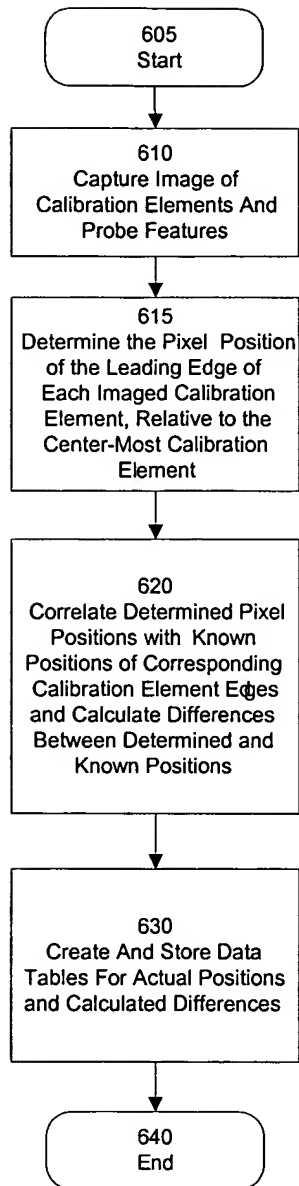 605
Start
610
Capture Image of
Calibration Elements And
Probe Features
615
Determine the Pixel Position
of the Leading Edge of
Each Imaged Calibration
Element, Relative to the
Center-Most Calibration
Element
620
Correlate Determined Pixel
Positions with Known
Positions of Corresponding
Calibration Element Edges
and Calculate Differences
Between Determined and
Known Positions
630
Create And Store Data
Tables For Actual Positions
and Calculated Differences
640
End